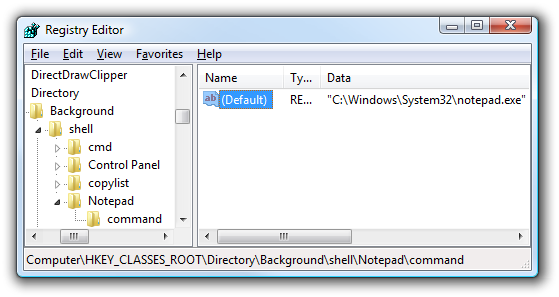 Registry Editor
File Edit View Favorites Help
DirectDrawClipper
Directory
Background
shell
cmd
Control Panel
copylist
Notepad
command
Name Ty... Data
ab (Default) RE... "C:\Windows\System32\notepad.exe"
Computer\HKEY_CLASSES_ROOT\Directory\Background\shell\Notepad\command